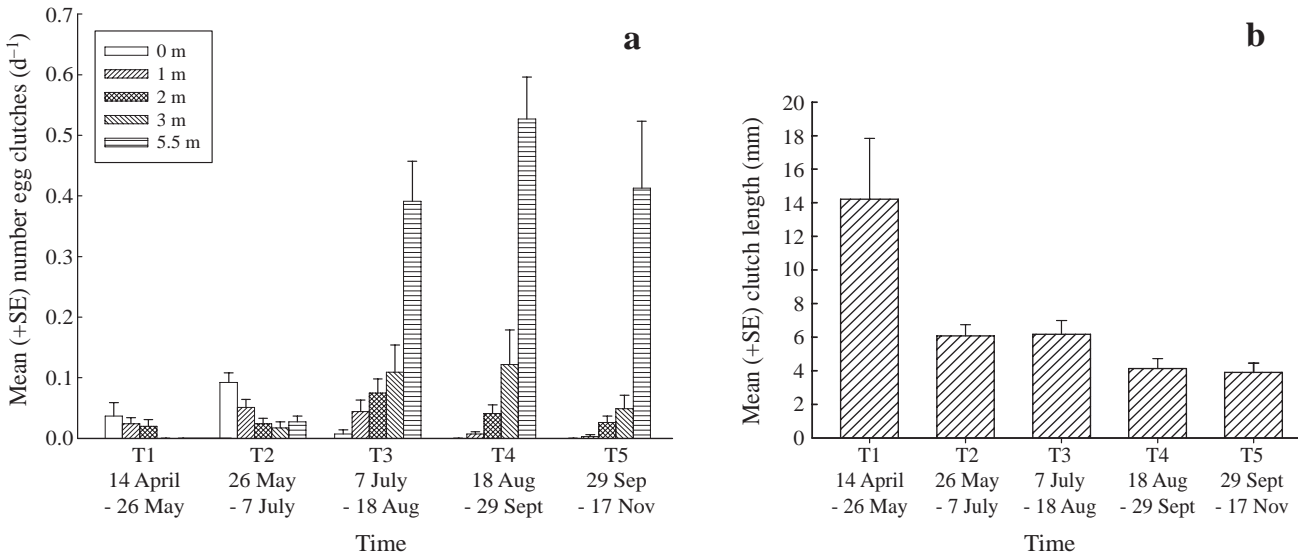 a
Mean (+SE) number egg clutches (d⁻¹)
0.7
0.6
0.5
0.4
0.3
0.2
0.1
0.0
0 m
1 m
2 m
3 m
5.5 m
T1 T2 T3 T4 T5
14 April 26 May 7 July 18 Aug 29 Sep
- 26 May - 7 July - 18 Aug - 29 Sept - 17 Nov
Time
b
Mean (+SE) clutch length (mm)
20
18
16
14
12
10
8
6
4
2
0
T1 T2 T3 T4 T5
14 April 26 May 7 July 18 Aug 29 Sept
- 26 May - 7 July - 18 Aug - 29 Sept - 17 Nov
Time